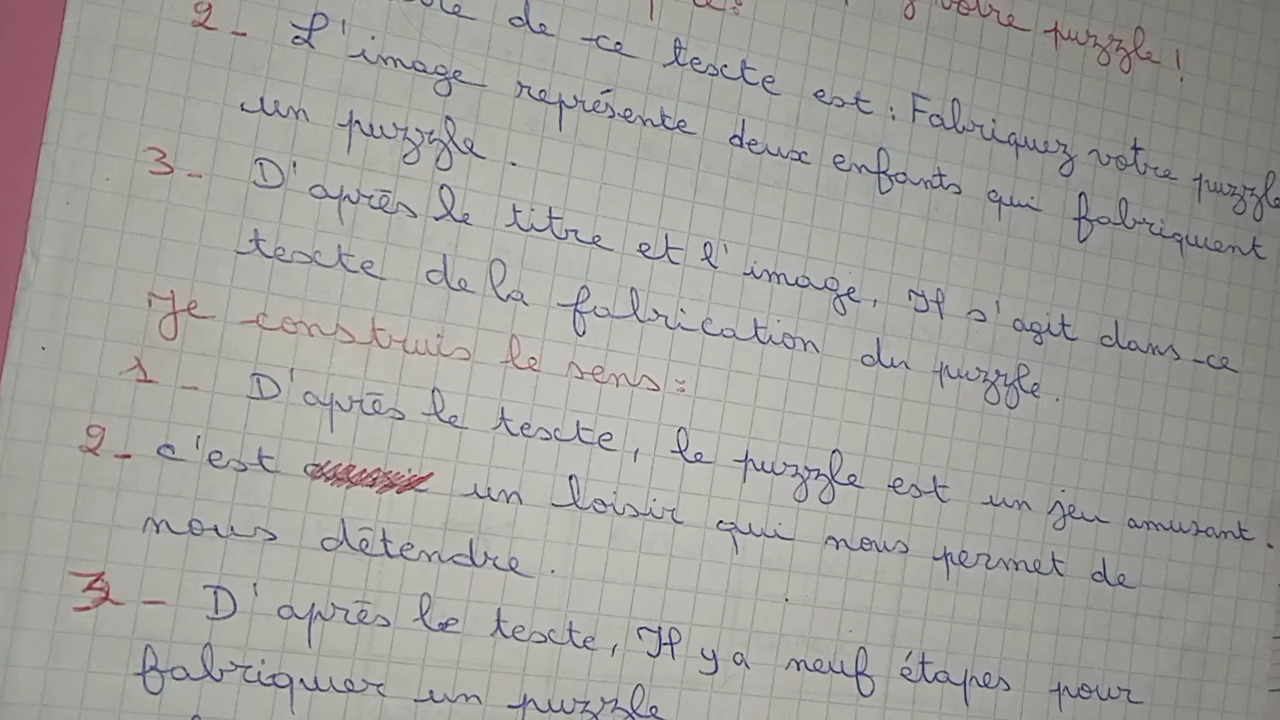 votre puzzle !
de ce texte est : Fabriquez votre puzzle
2- L'image représente deux enfants qui fabriquent
un puzzle.
3- D'après le titre et l'image, Il s'agit dans ce
texte de la fabrication du puzzle.
Je construis le sens :
1- D'après le texte, le puzzle est un jeu amusant.
2- c'est un loisir qui nous permet de
nous détendre.
3- D'après le texte, Il y a neuf étapes pour
fabriquer un puzzle